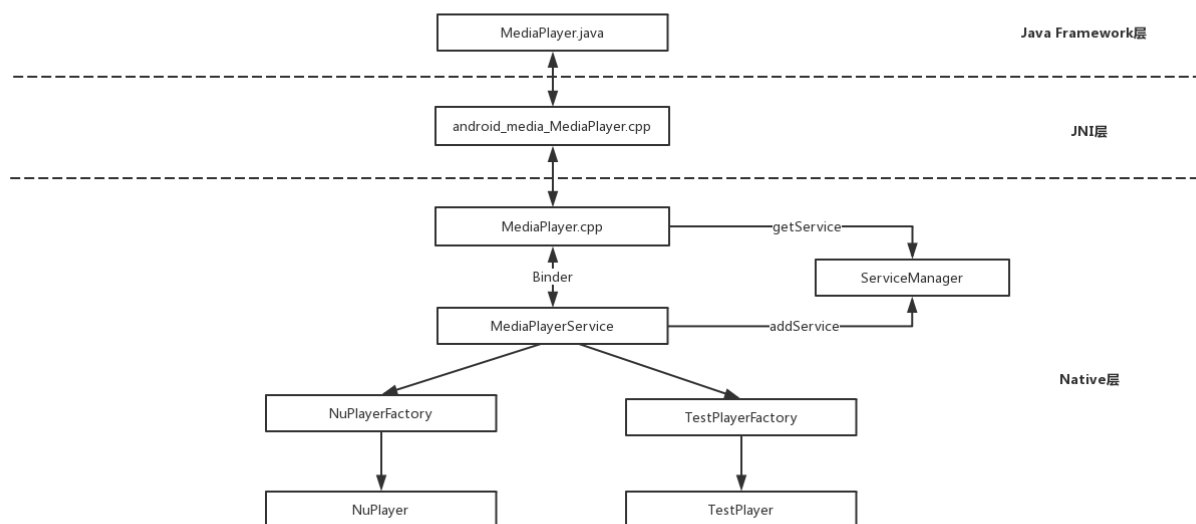 MediaPlayer.java
Java Framework层
android_media_MediaPlayer.cpp
JNI层
MediaPlayer.cpp
getService
Binder
ServiceManager
MediaPlayerService
addService
Native层
NuPlayerFactory
TestPlayerFactory
NuPlayer
TestPlayer